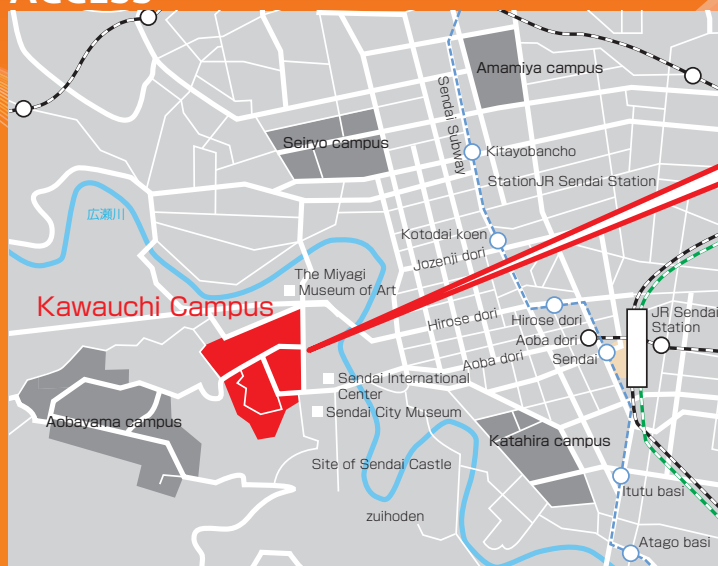 ACCESS
Amamiya campus
Sendai Subway
Seiryo campus
Kitayobancho
StationJR Sendai Station
広瀬川
Kotodai koen
Jozenji dori
The Miyagi
Museum of Art
Kawauchi Campus
Hirose dori
Hirose dori
JR Sendai
Station
Aoba dori
Aoba dori
Sendai
Sendai International
Center
Sendai City Museum
Aobayama campus
Katahira campus
Site of Sendai Castle
Itutu basi
zuihoden
Atago basi